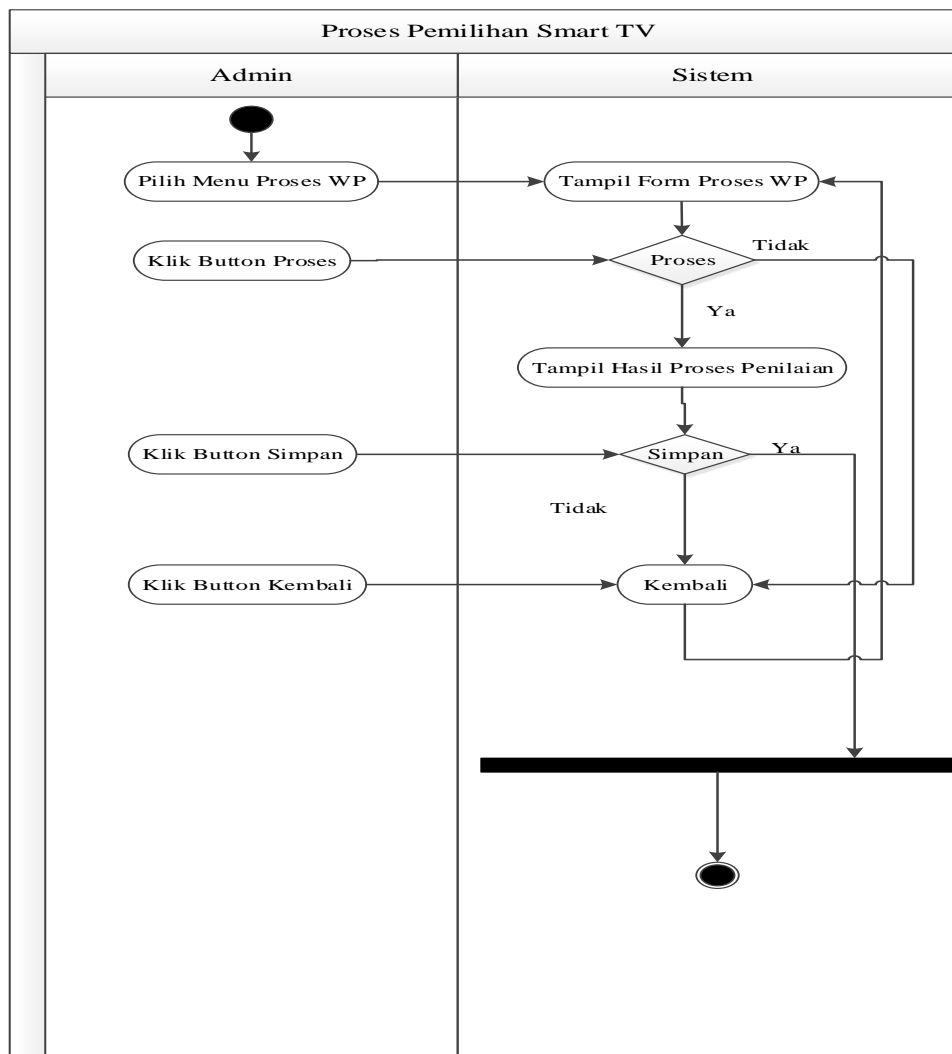 Proses Pemilihan Smart TV
Admin
Sistem
Pilih Menu Proses WP
Tampil Form Proses WP
Klik Button Proses
Proses
Tidak
Ya
Tampil Hasil Proses Penilaian
Klik Button Simpan
Simpan
Ya
Tidak
Klik Button Kembali
Kembali